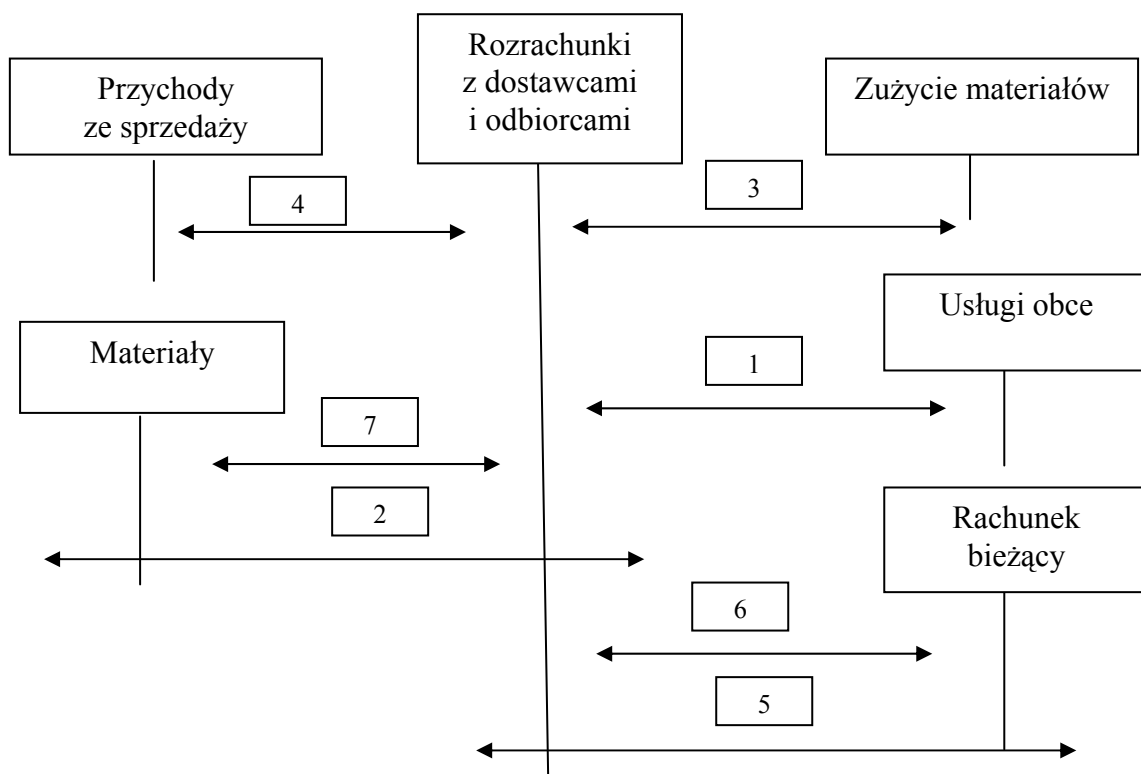 Przychody
ze sprzedaży
Rozrachunki
z dostawcami
i odbiorcami
Zużycie materiałów
4
3
Usługi obce
Materiały
1
7
2
Rachunek
bieżący
6
5